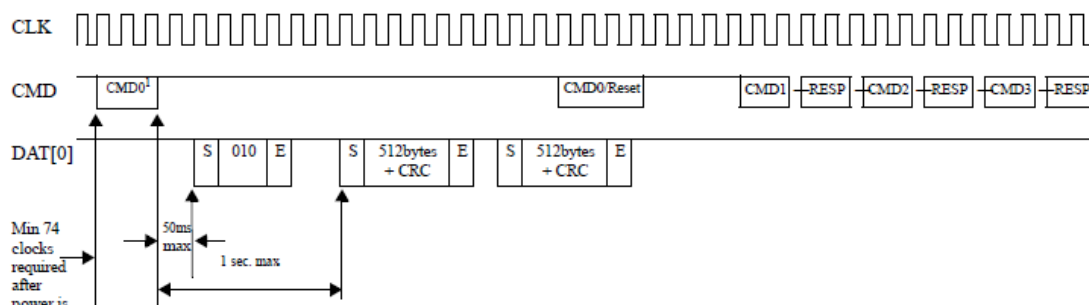 CLK
CMD
CMD0¹
CMD0/Reset
CMD1
RESP
CMD2
RESP
CMD3
RESP
DAT[0]
S
010
E
S
512bytes
+ CRC
E
S
512bytes
+ CRC
E
Min 74
clocks
required
after
power is
50ms
max
1 sec. max